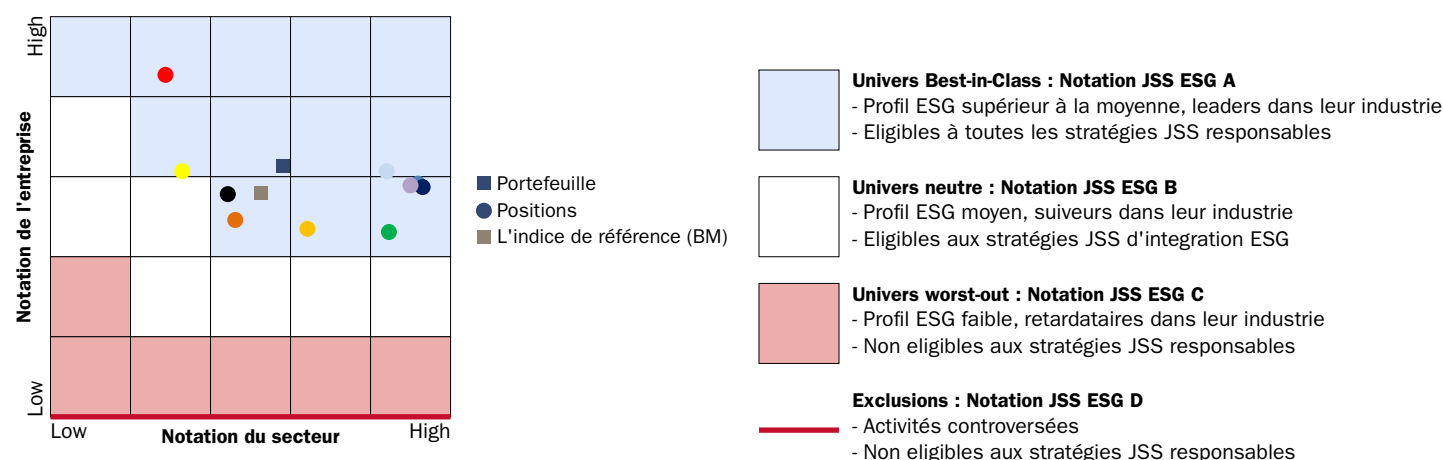 High
Notation de l'entreprise
Low
Low
Notation du secteur
High
Portefeuille
Positions
L'indice de référence (BM)
Univers Best-in-Class : Notation JSS ESG A
- Profil ESG supérieur à la moyenne, leaders dans leur industrie
- Eligibles à toutes les stratégies JSS responsables
Univers neutre : Notation JSS ESG B
- Profil ESG moyen, suiveurs dans leur industrie
- Eligibles aux stratégies JSS d'integration ESG
Univers worst-out : Notation JSS ESG C
- Profil ESG faible, retardataires dans leur industrie
- Non eligibles aux stratégies JSS responsables
Exclusions : Notation JSS ESG D
- Activités controversées
- Non eligibles aux stratégies JSS responsables